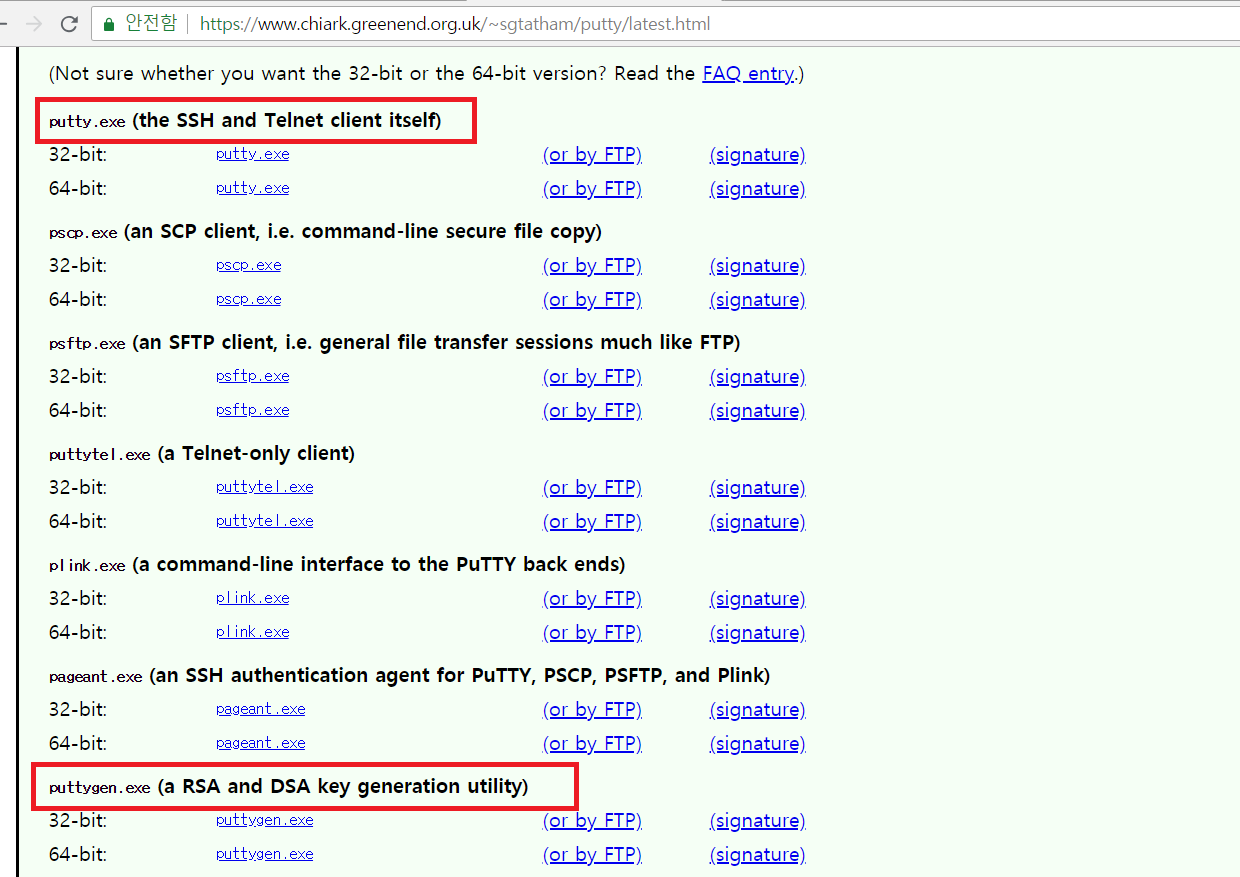 안전함 https://www.chiark.greenend.org.uk/~sgtatham/putty/latest.html
(Not sure whether you want the 32-bit or the 64-bit version? Read the FAQ entry.)
putty.exe (the SSH and Telnet client itself)
32-bit: putty.exe (or by FTP) (signature)
64-bit: putty.exe (or by FTP) (signature)
pscp.exe (an SCP client, i.e. command-line secure file copy)
32-bit: pscp.exe (or by FTP) (signature)
64-bit: pscp.exe (or by FTP) (signature)
psftp.exe (an SFTP client, i.e. general file transfer sessions much like FTP)
32-bit: psftp.exe (or by FTP) (signature)
64-bit: psftp.exe (or by FTP) (signature)
puttytel.exe (a Telnet-only client)
32-bit: puttytel.exe (or by FTP) (signature)
64-bit: puttytel.exe (or by FTP) (signature)
plink.exe (a command-line interface to the PuTTY back ends)
32-bit: plink.exe (or by FTP) (signature)
64-bit: plink.exe (or by FTP) (signature)
pageant.exe (an SSH authentication agent for PuTTY, PSCP, PSFTP, and Plink)
32-bit: pageant.exe (or by FTP) (signature)
64-bit: pageant.exe (or by FTP) (signature)
puttygen.exe (a RSA and DSA key generation utility)
32-bit: puttygen.exe (or by FTP) (signature)
64-bit: puttygen.exe (or by FTP) (signature)